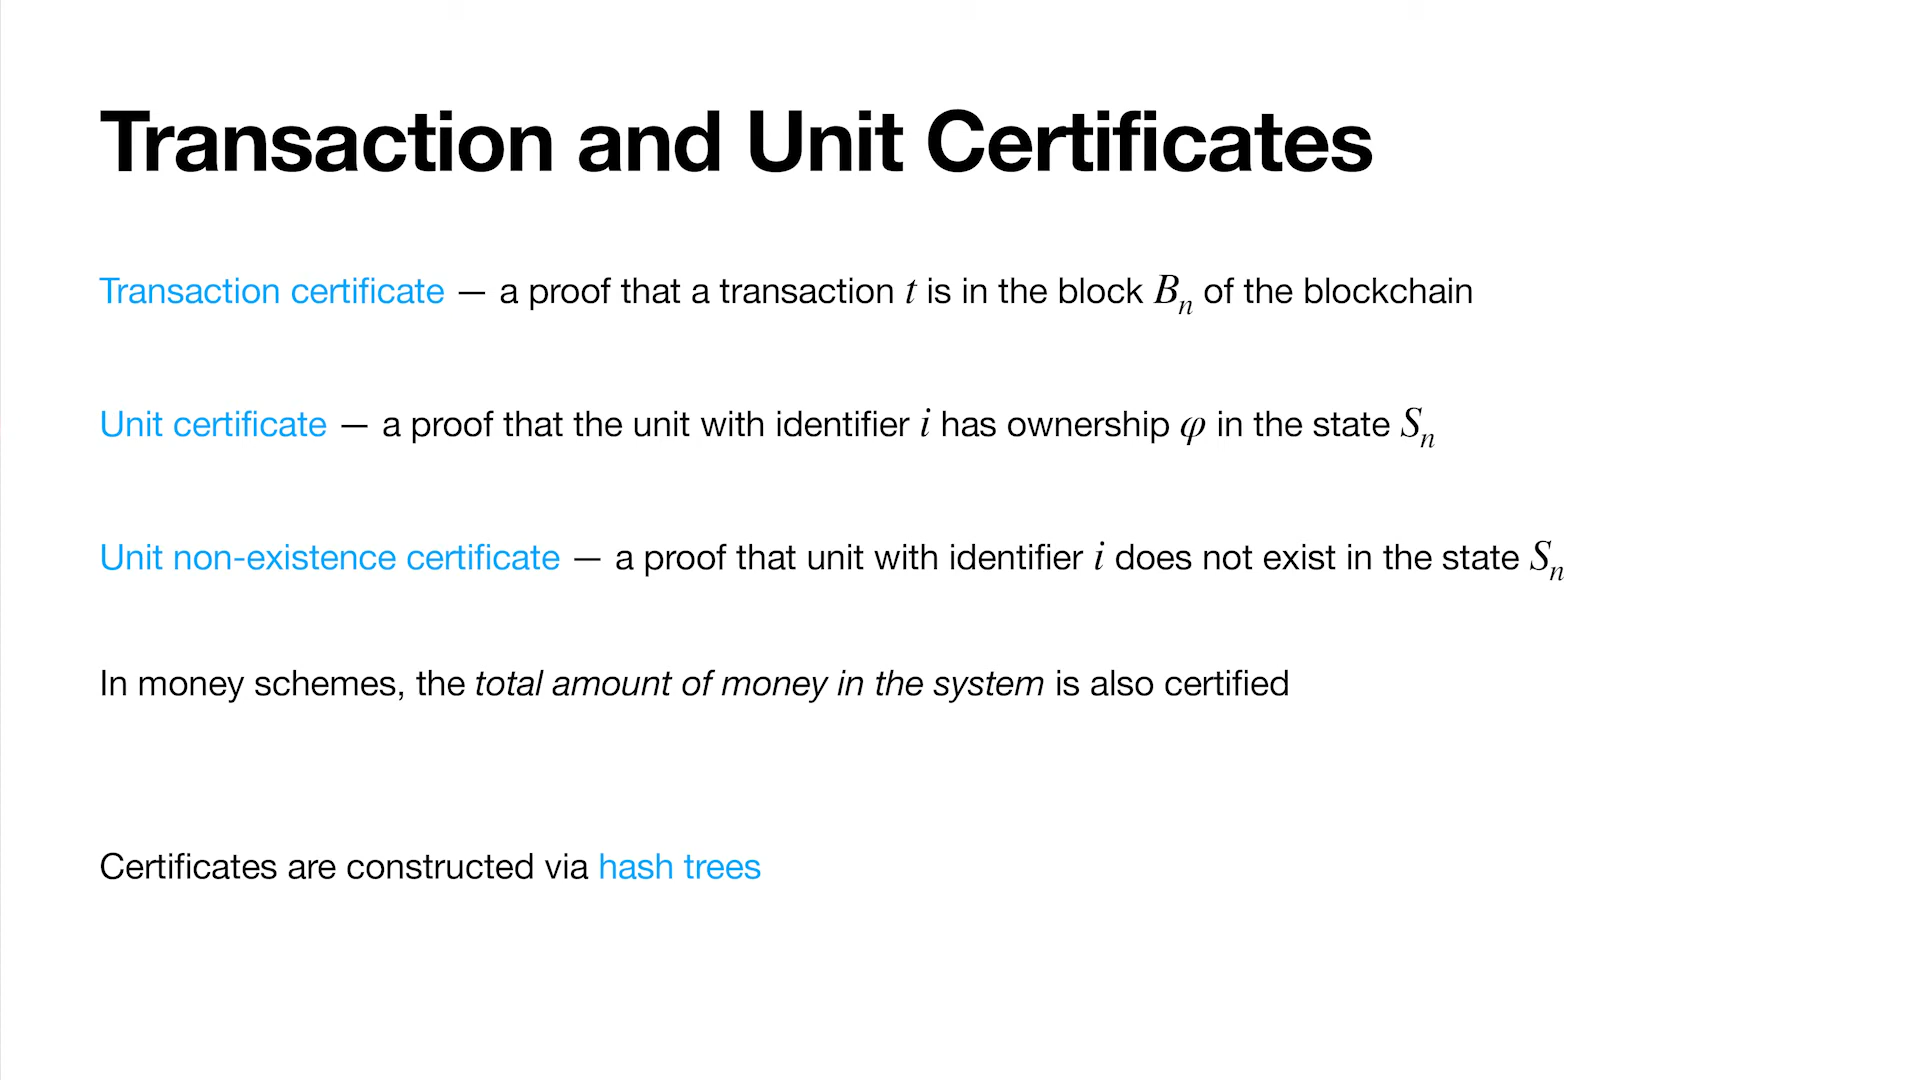 Transaction and Unit Certificates
Transaction certificate — a proof that a transaction t is in the block Bn of the blockchain
Unit certificate — a proof that the unit with identifier i has ownership φ in the state Sn
Unit non-existence certificate — a proof that unit with identifier i does not exist in the state Sn
In money schemes, the total amount of money in the system is also certified
Certificates are constructed via hash trees